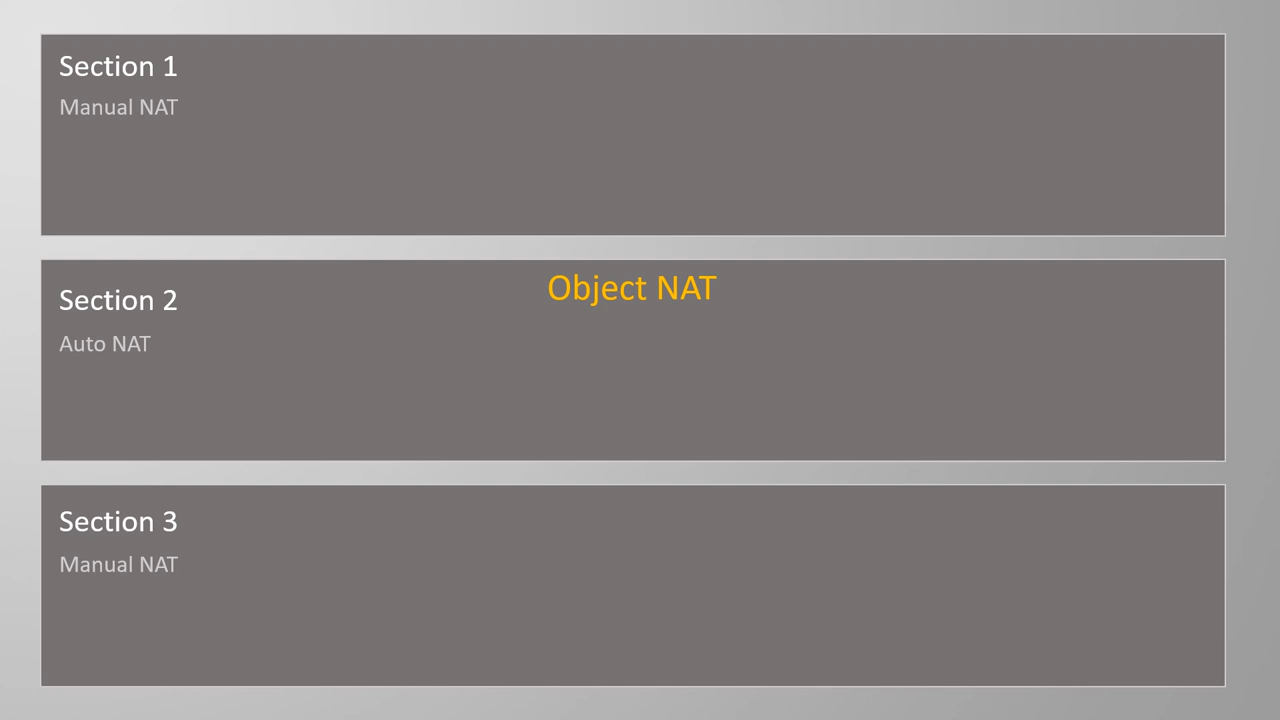 Section 1
Manual NAT
Object NAT
Section 2
Auto NAT
Section 3
Manual NAT